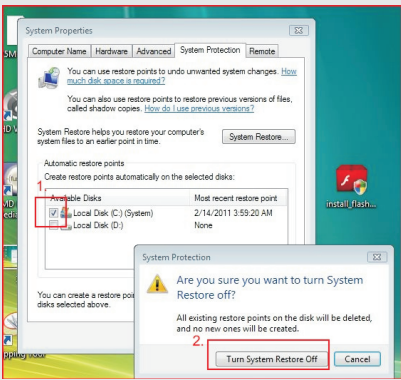 System Properties
Computer Name Hardware Advanced System Protection Remote
You can use restore points to undo unwanted system changes. How
much disk space is required?
You can also use restore points to restore previous versions of files,
called shadow copies. How do I use previous versions?
System Restore helps you restore your computer's
system files to an earlier point in time.
System Restore...
Automatic restore points
Create restore points automatically on the selected disks:
1.
Available Disks Most recent restore point
Local Disk (C:) (System) 2/14/2011 3:59:20 AM
Local Disk (D:) None
You can create a restore poi
disks selected above.
install_flash...
System Protection
Are you sure you want to turn System
Restore off?
All existing restore points on the disk will be deleted,
and no new ones will be created.
2.
Turn System Restore Off Cancel